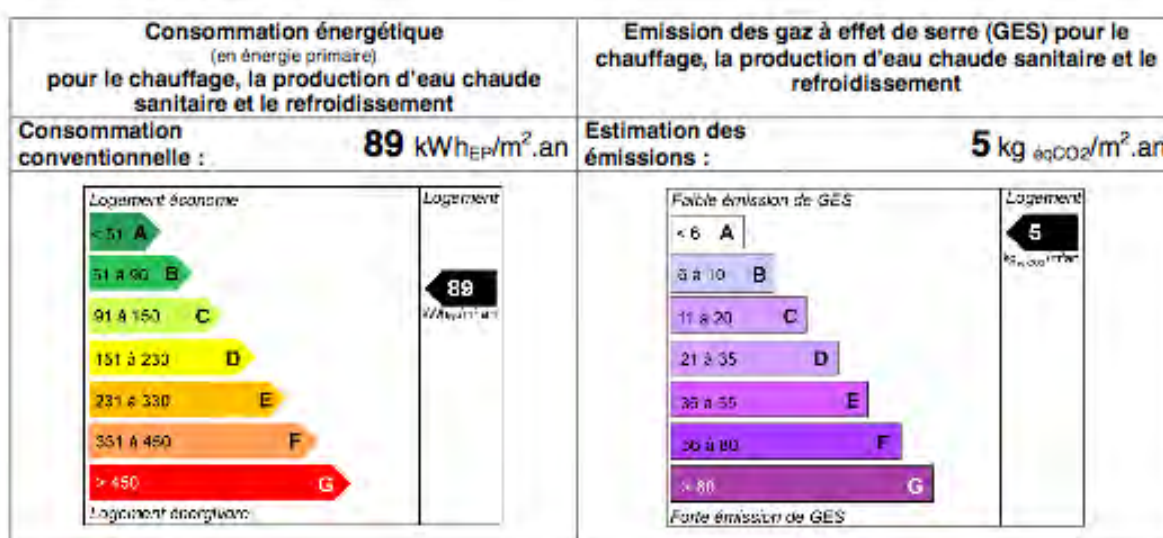 Consommation énergétique
(en énergie primaire)
pour le chauffage, la production d'eau chaude
sanitaire et le refroidissement
Emission des gaz à effet de serre (GES) pour le
chauffage, la production d'eau chaude sanitaire et le
refroidissement
Consommation
conventionnelle :
89 kWhEP/m².an
Estimation des
émissions :
5 kg éqCO2/m².an
Logement économe
Logement
< 51 A
51 à 90 B
91 à 150 C
151 à 230 D
231 à 330 E
331 à 450 F
> 450 G
Logement énergivore
89
Faible émission de GES
Logement
< 6 A
6 à 10 B
11 à 20 C
21 à 35 D
36 à 55 E
56 à 80 F
> 80 G
Forte émission de GES
5